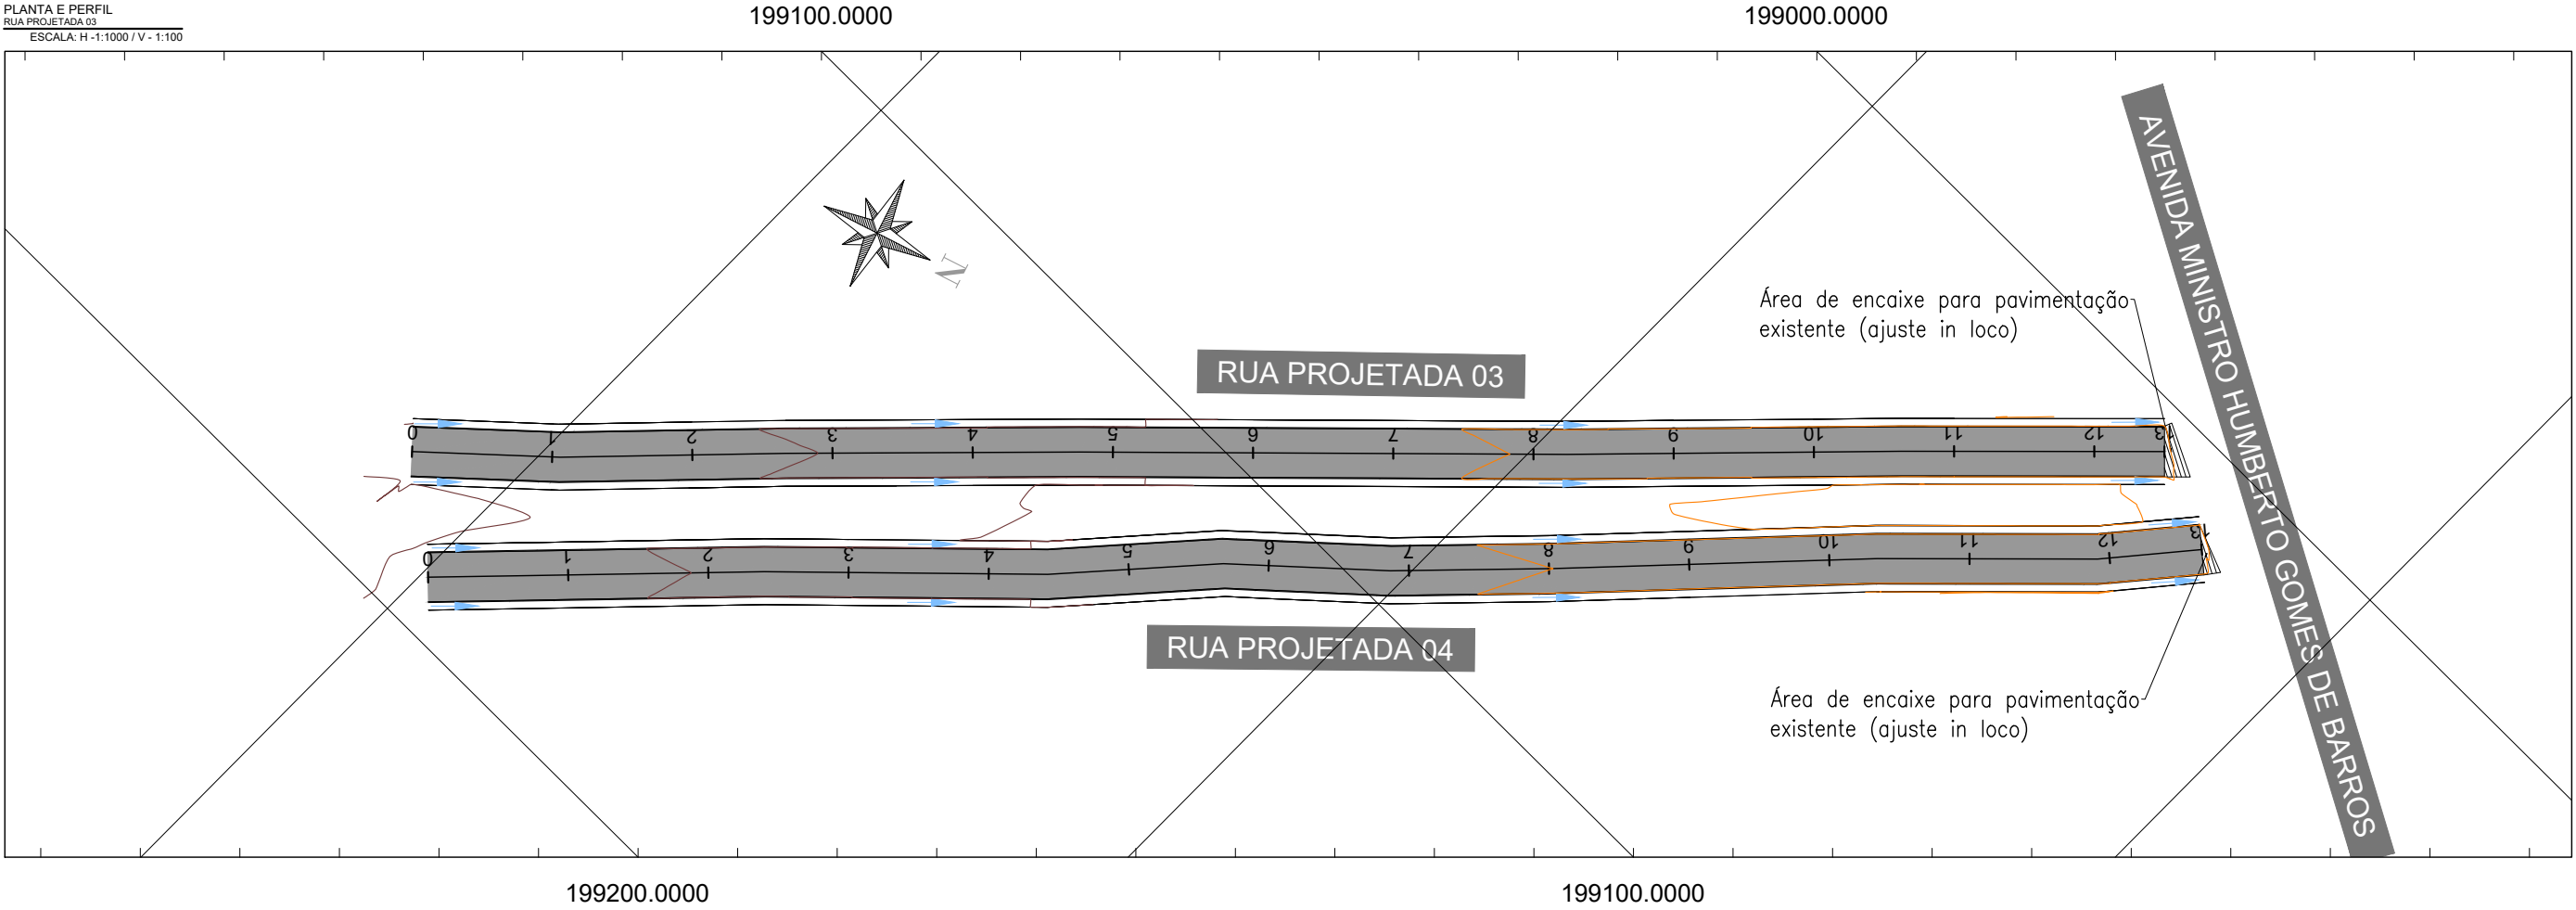 PLANTA E PERFIL
RUA PROJETADA 03
ESCALA: H -1:1000 / V - 1:100
199100.0000
199000.0000
AVENIDA MINISTRO HUMBERTO GOMES DE BARROS
N
Área de encaixe para pavimentação
existente (ajuste in loco)
RUA PROJETADA 03
0 1 2 3 4 5 6 7 8 9 10 11 12 13
0 1 2 3 4 5 6 7 8 9 10 11 12 13
RUA PROJETADA 04
Área de encaixe para pavimentação
existente (ajuste in loco)
199200.0000
199100.0000